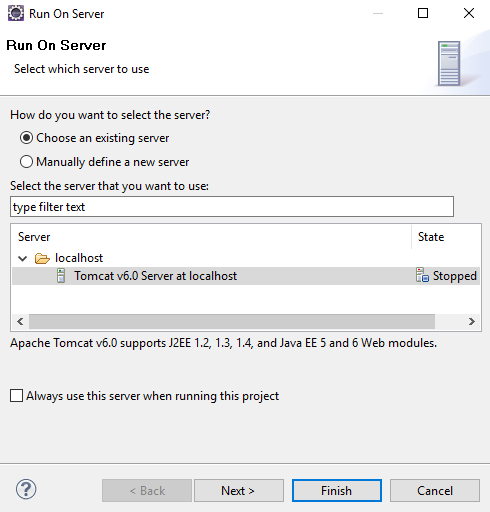 Run On Server
Run On Server
Select which server to use
How do you want to select the server?
Choose an existing server
Manually define a new server
Select the server that you want to use:
type filter text
Server State
localhost
Tomcat v6.0 Server at localhost Stopped
Apache Tomcat v6.0 supports J2EE 1.2, 1.3, 1.4, and Java EE 5 and 6 Web modules.
Always use this server when running this project
? < Back Next > Finish Cancel